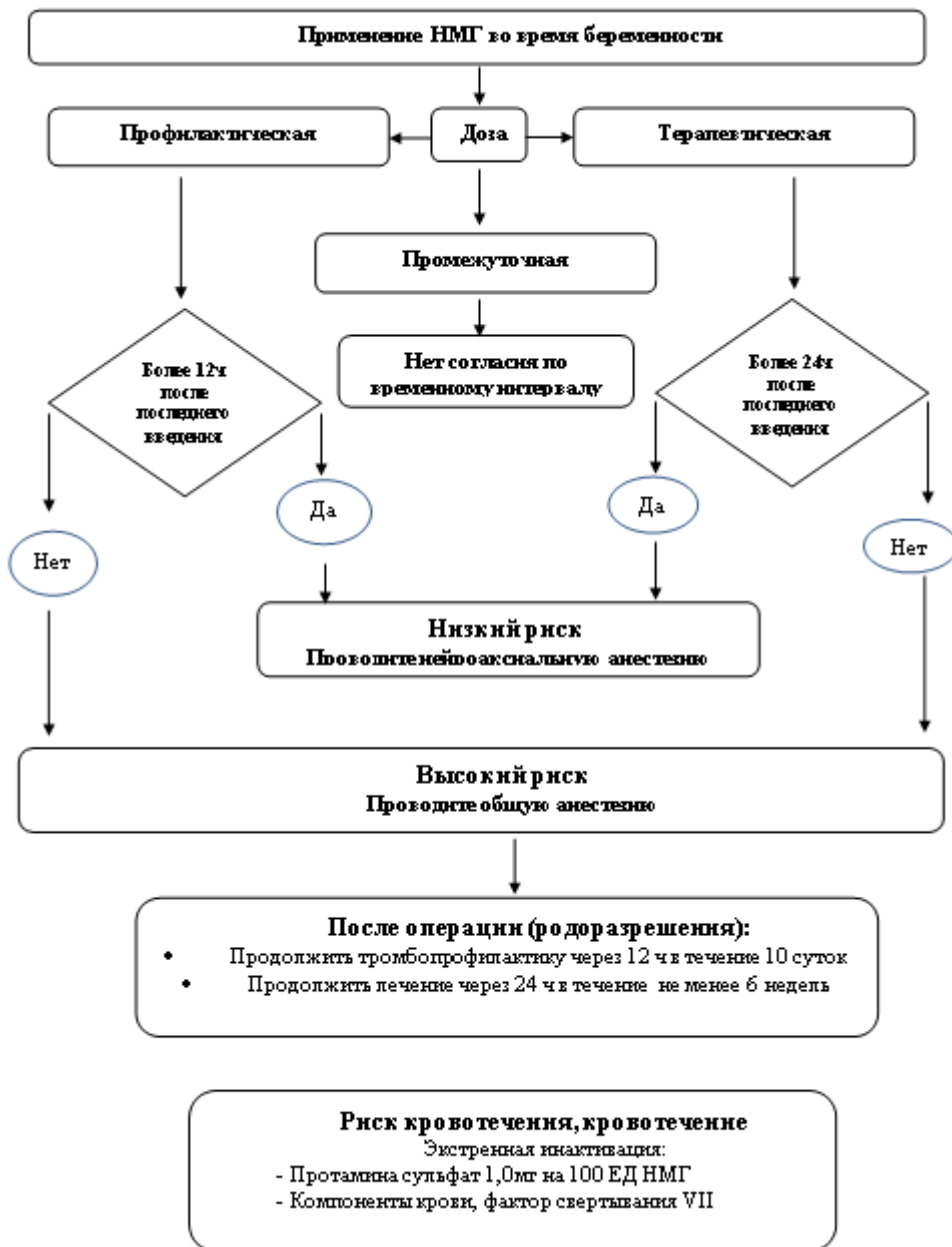 Применение НМГ во время беременности
Профилактическая
Доза
Терапевтическая
Промежуточная
Более 12ч
после
последнего
введения
Нет согласия по
временному интервалу
Более 24ч
после
последнего
введения
Нет
Да
Да
Нет
Низкий риск
Проводите нейроаксиальную анестезию
Высокий риск
Проводите общую анестезию
После операции (родоразрешения):
• Продолжить тромбопрофилактику через 12 ч в течение 10 суток
• Продолжить лечение через 24 ч в течение не менее 6 недель
Риск кровотечения, кровотечение
Экстренная инактивация:
- Протамина сульфат 1,0мг на 100 ЕД НМГ
- Компоненты крови, фактор свертывания VII